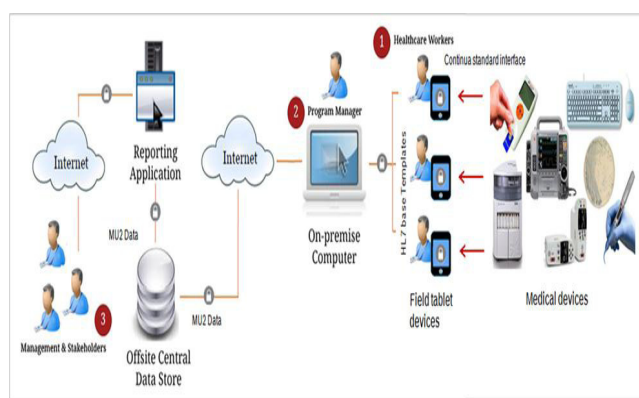 1
Healthcare Workers
Continua standard interface
2
Program Manager
Internet
Reporting
Application
Internet
On-premise
Computer
HL7 base Templates
Field tablet
devices
Medical devices
MU2 Data
MU2 Data
3
Management & Stakeholders
Offsite Central
Data Store